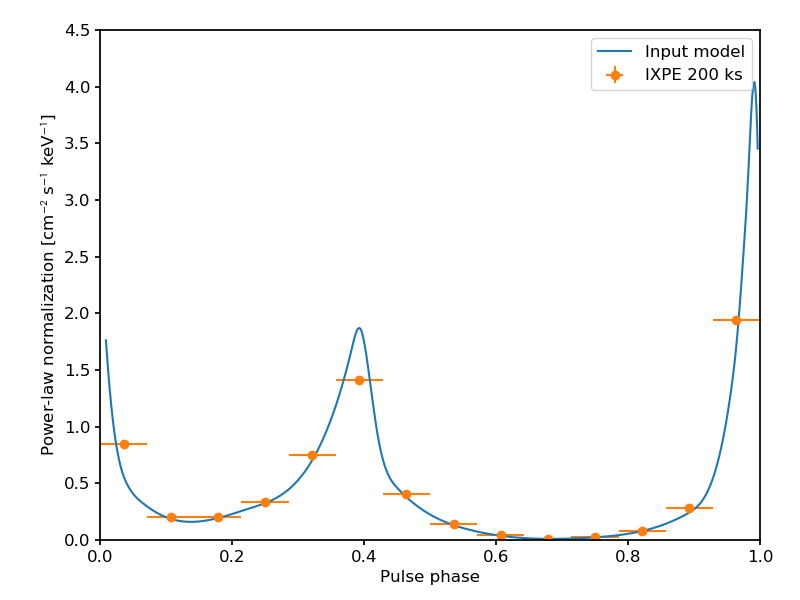 4.5
4.0
3.5
3.0
2.5
2.0
1.5
1.0
0.5
0.0
Power-law normalization [cm⁻² s⁻¹ keV⁻¹]
Input model
IXPE 200 ks
0.0 0.2 0.4 0.6 0.8 1.0
Pulse phase